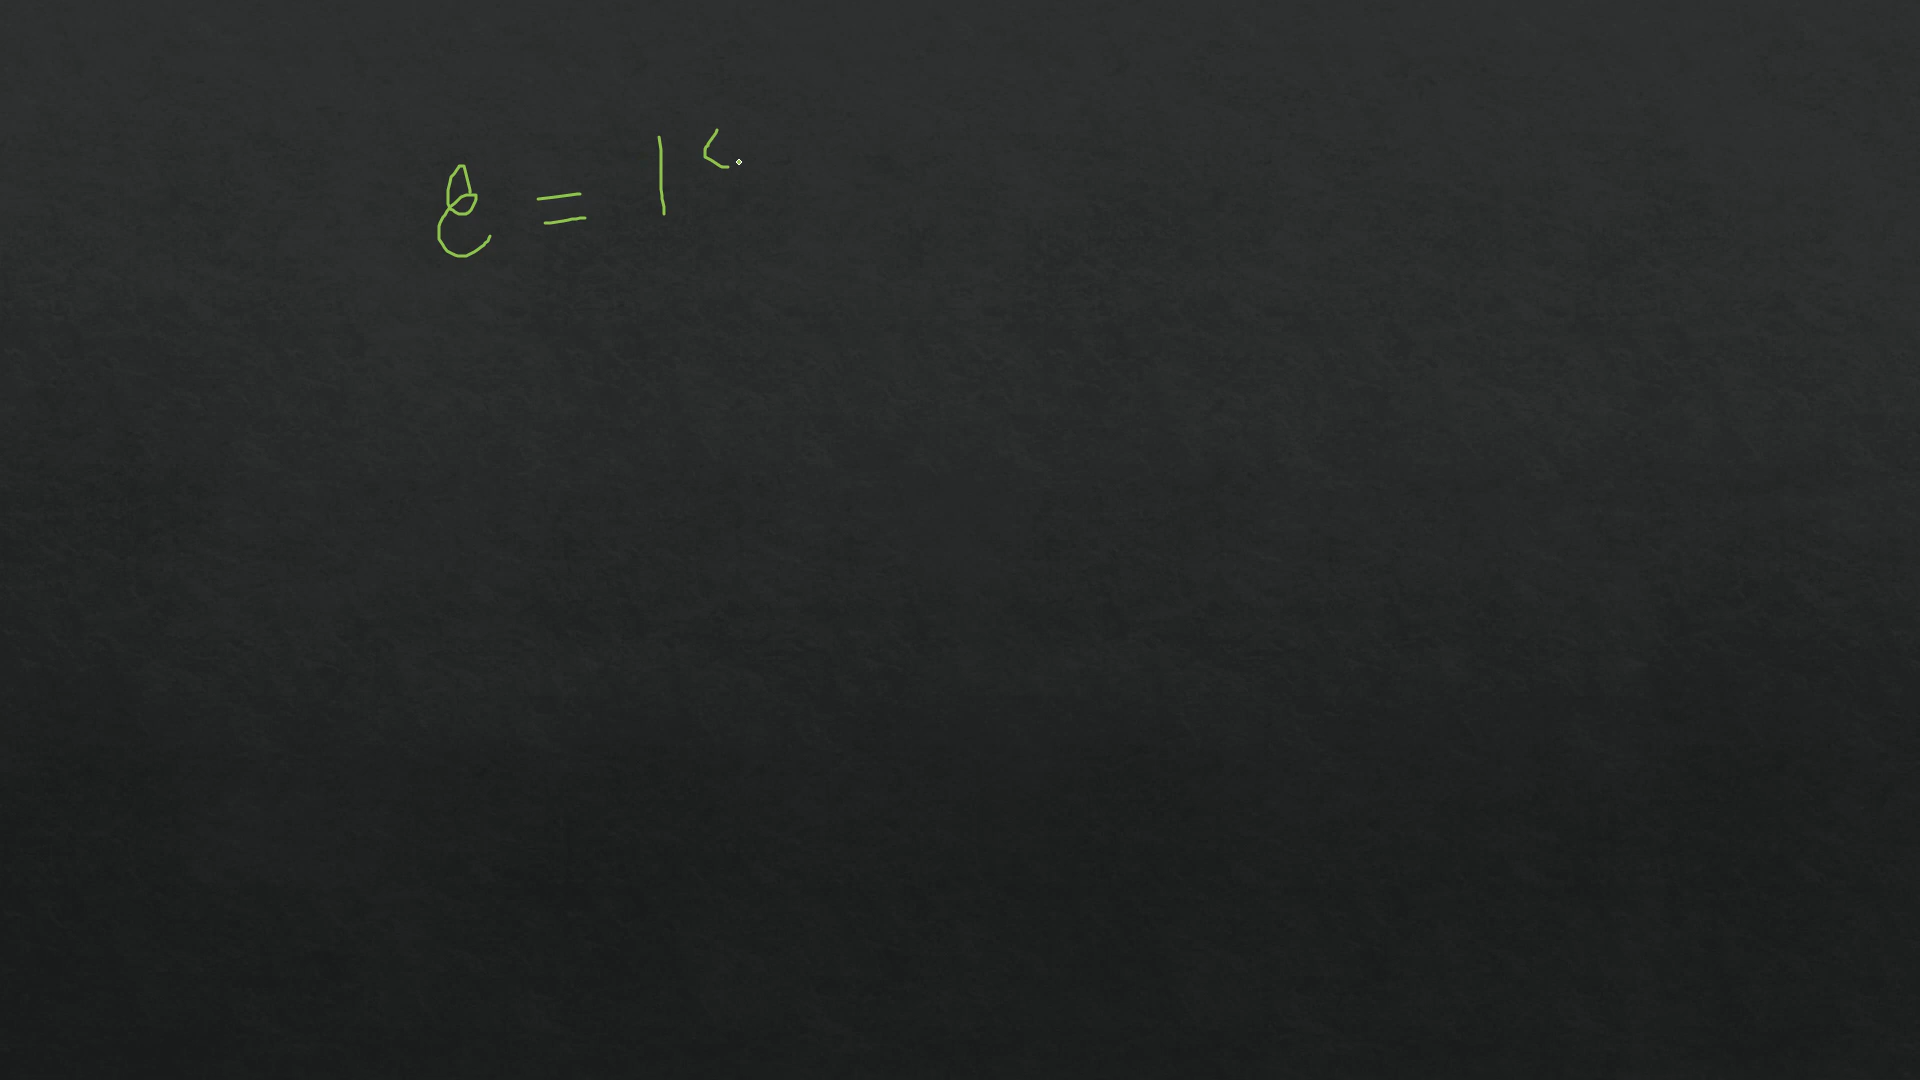 e = 1